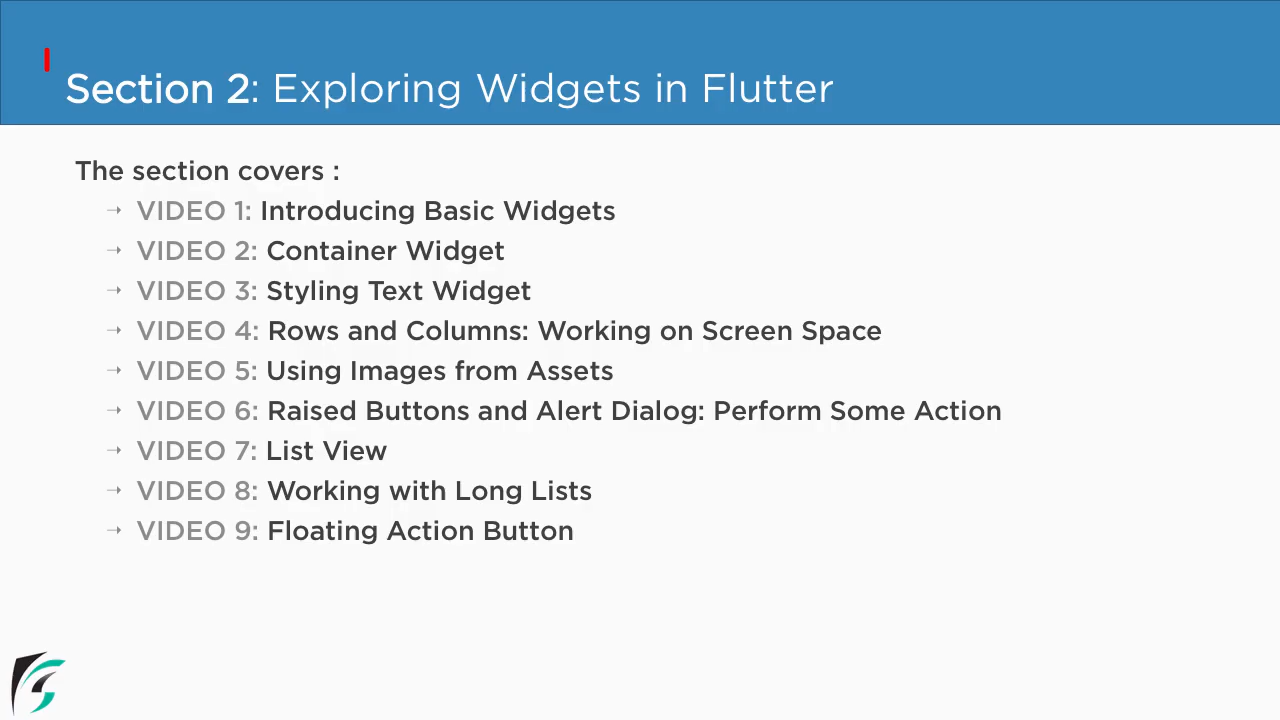 Section 2: Exploring Widgets in Flutter
The section covers :
→ VIDEO 1: Introducing Basic Widgets
→ VIDEO 2: Container Widget
→ VIDEO 3: Styling Text Widget
→ VIDEO 4: Rows and Columns: Working on Screen Space
→ VIDEO 5: Using Images from Assets
→ VIDEO 6: Raised Buttons and Alert Dialog: Perform Some Action
→ VIDEO 7: List View
→ VIDEO 8: Working with Long Lists
→ VIDEO 9: Floating Action Button